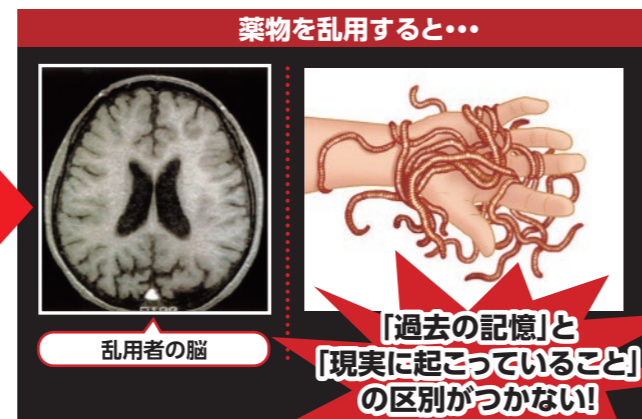 薬物を乱用すると･･･
乱用者の脳
「過去の記憶」と
「現実に起こっていること」
の区別がつかない!